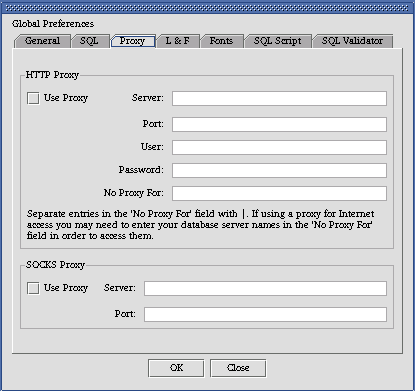 Global Preferences
General SQL Proxy L & F Fonts SQL Script SQL Validator
HTTP Proxy
Use Proxy Server:
Port:
User:
Password:
No Proxy For:
Separate entries in the 'No Proxy For' field with |. If using a proxy for Internet
access you may need to enter your database server names in the 'No Proxy For'
field in order to access them.
SOCKS Proxy
Use Proxy Server:
Port:
OK Close